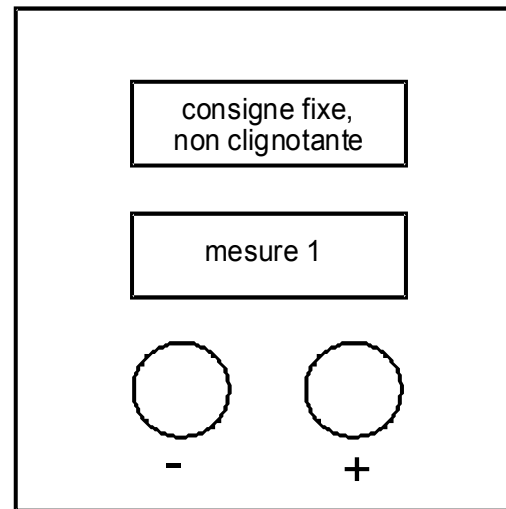 consigne fixe,
non clignotante
mesure 1
- +